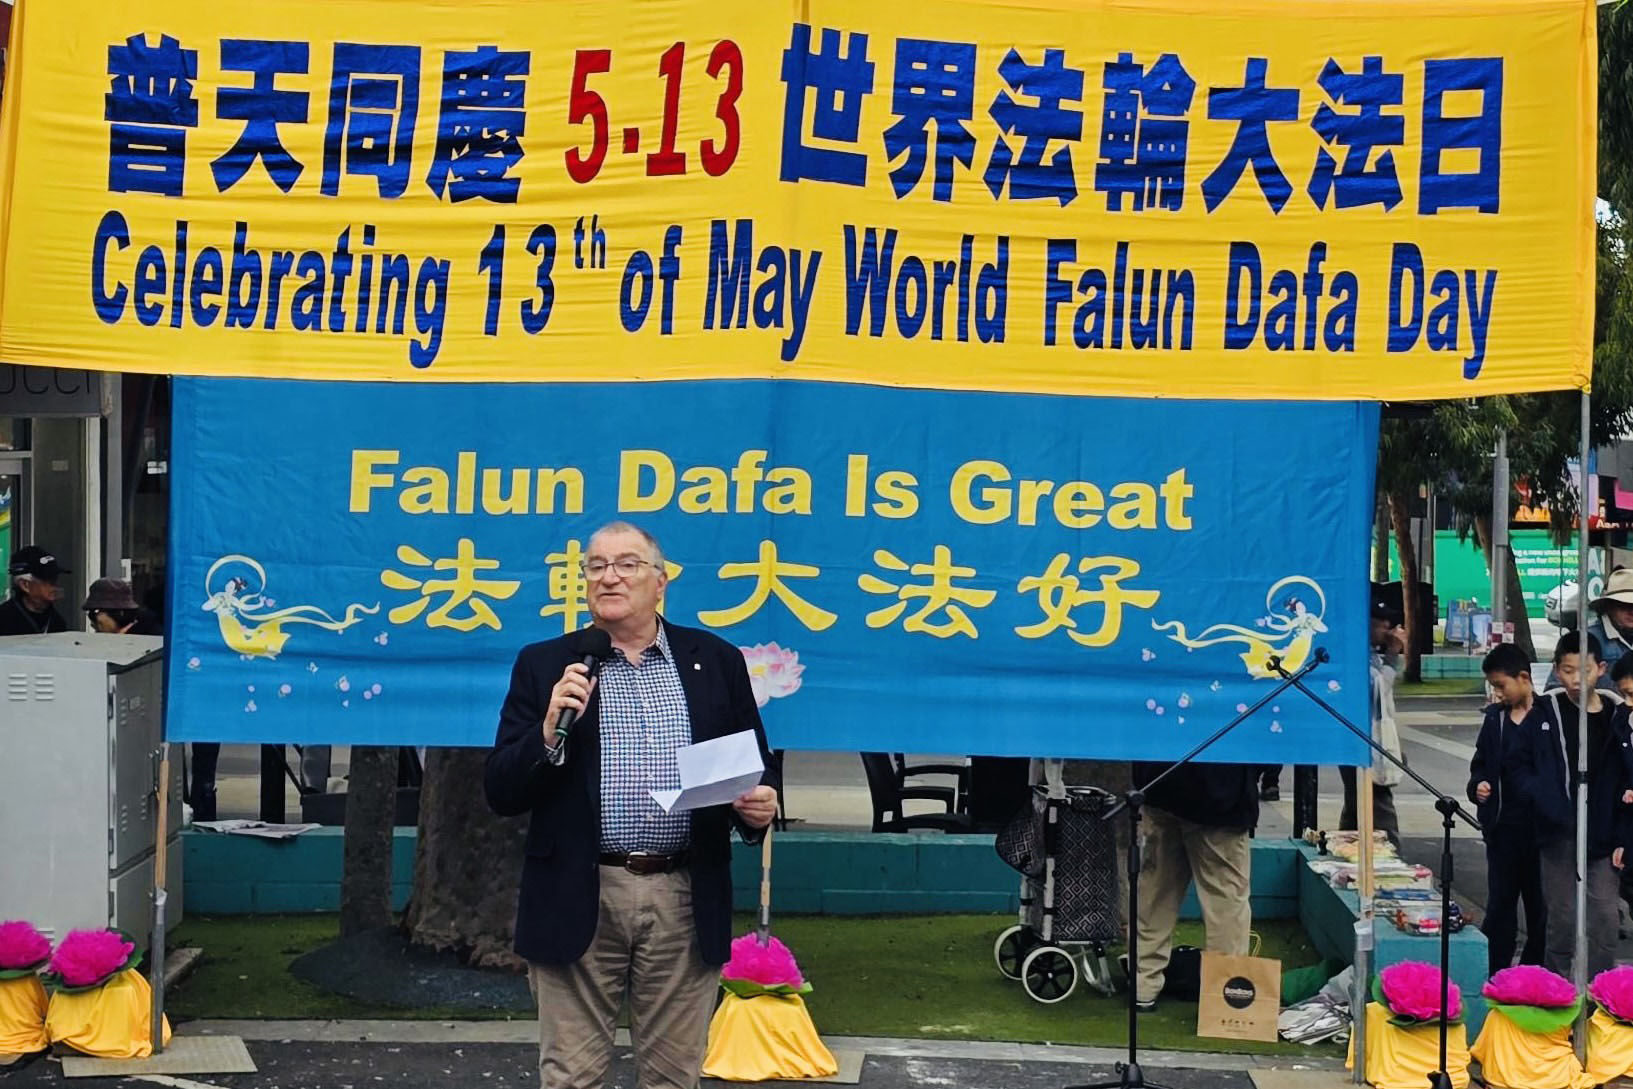 普天同慶 5.13 世界法輪大法日
Celebrating 13th of May World Falun Dafa Day
Falun Dafa Is Great
法輪大法好